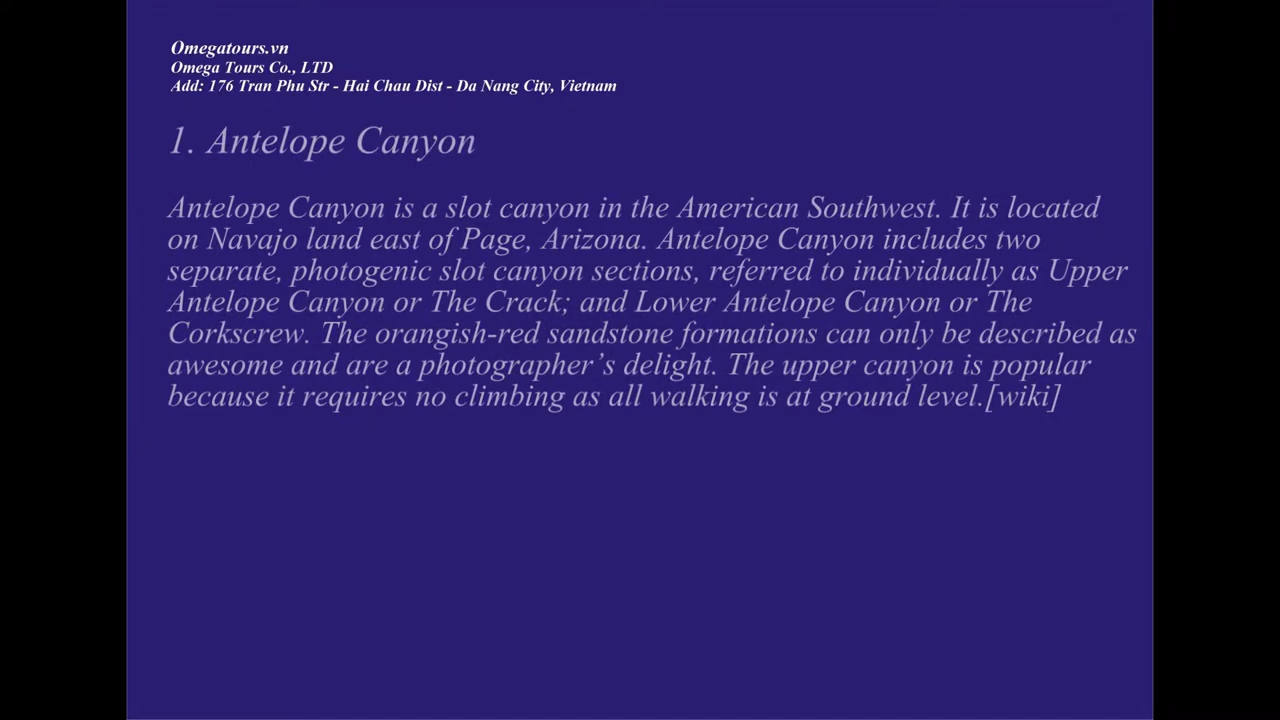 Omegatours.vn
Omega Tours Co., LTD
Add: 176 Tran Phu Str - Hai Chau Dist - Da Nang City, Vietnam
1. Antelope Canyon
Antelope Canyon is a slot canyon in the American Southwest. It is located
on Navajo land east of Page, Arizona. Antelope Canyon includes two
separate, photogenic slot canyon sections, referred to individually as Upper
Antelope Canyon or The Crack; and Lower Antelope Canyon or The
Corkscrew. The orangish-red sandstone formations can only be described as
awesome and are a photographer’s delight. The upper canyon is popular
because it requires no climbing as all walking is at ground level.[wiki]